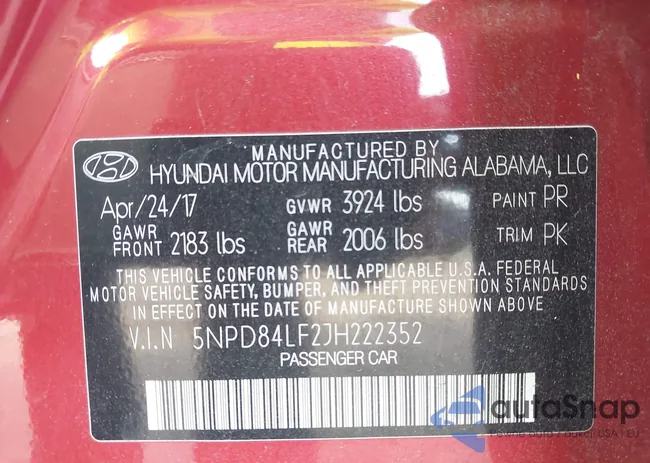 MANUFACTURED BY
HYUNDAI MOTOR MANUFACTURING ALABAMA, LLC
Apr/24/17 GVWR 3924 lbs PAINT PR
GAWR FRONT 2183 lbs GAWR REAR 2006 lbs TRIM PK
THIS VEHICLE CONFORMS TO ALL APPLICABLE U.S.A. FEDERAL
MOTOR VEHICLE SAFETY, BUMPER, AND THEFT PREVENTION STANDARDS
IN EFFECT ON THE DATE OF MANUFACTURE SHOWN ABOVE.
V.I.N 5NPD84LF2JH222352
PASSENGER CAR
autoSnap